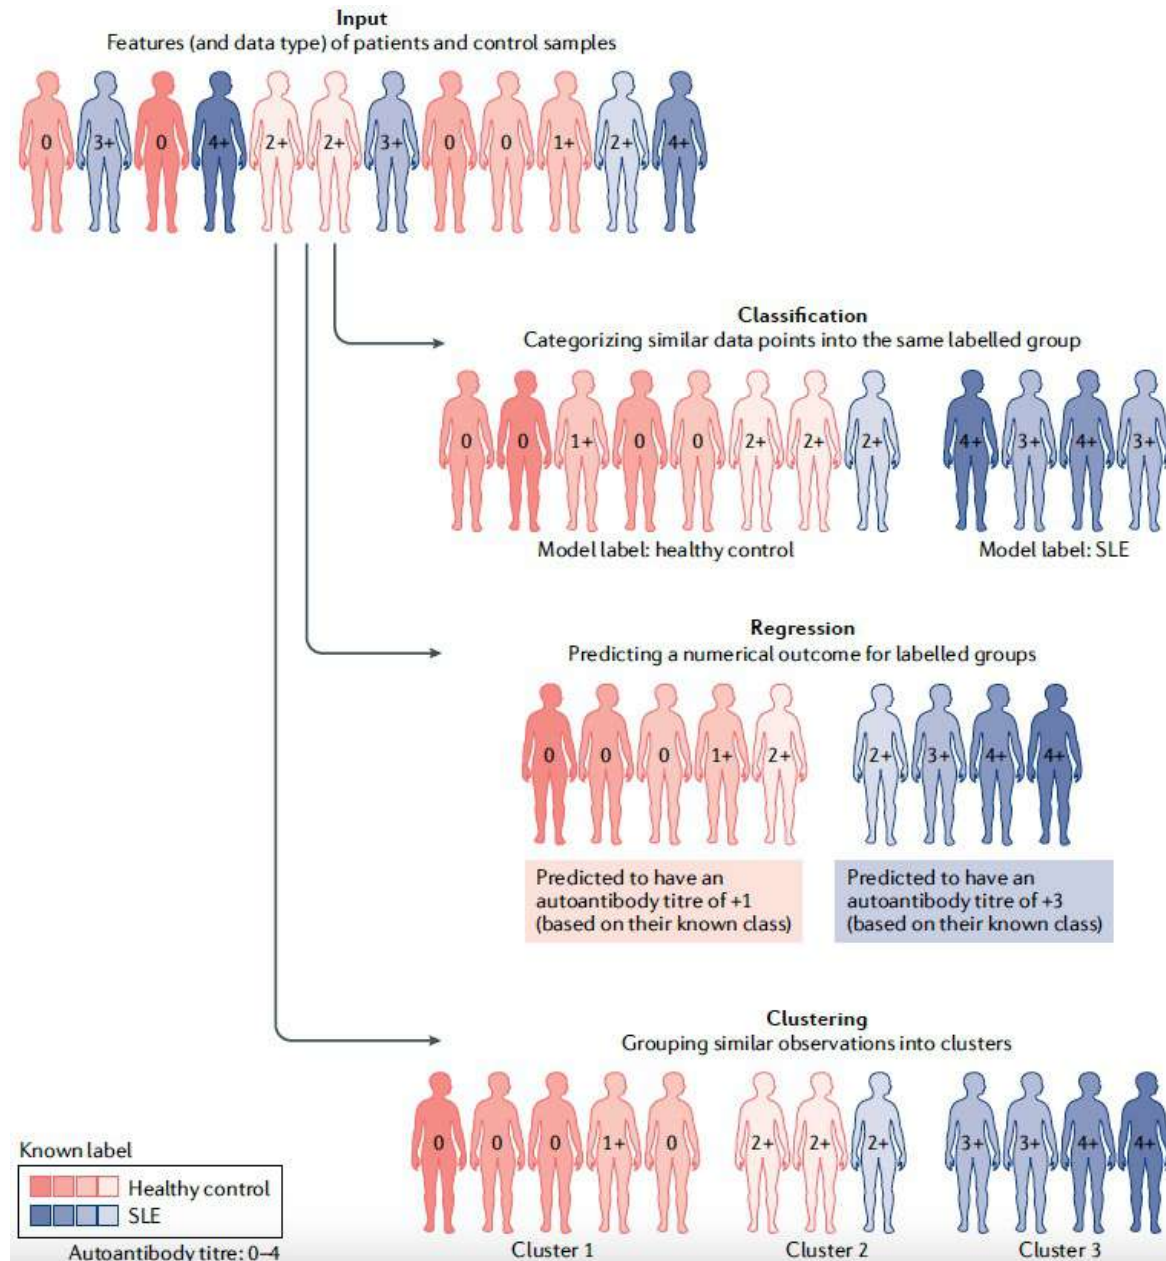 Input
Features (and data type) of patients and control samples
0 3+ 0 4+ 2+ 2+ 3+ 0 0 1+ 2+ 4+
Classification
Categorizing similar data points into the same labelled group
0 0 1+ 0 0 2+ 2+ 2+ 4+ 3+ 4+ 3+
Model label: healthy control Model label: SLE
Regression
Predicting a numerical outcome for labelled groups
0 0 0 1+ 2+ 2+ 3+ 4+ 4+
Predicted to have an
autoantibody titre of +1
(based on their known class)
Predicted to have an
autoantibody titre of +3
(based on their known class)
Clustering
Grouping similar observations into clusters
0 0 0 1+ 0 2+ 2+ 2+ 3+ 3+ 4+ 4+
Cluster 1 Cluster 2 Cluster 3
Known label
Healthy control
SLE
Autoantibody titre: 0–4